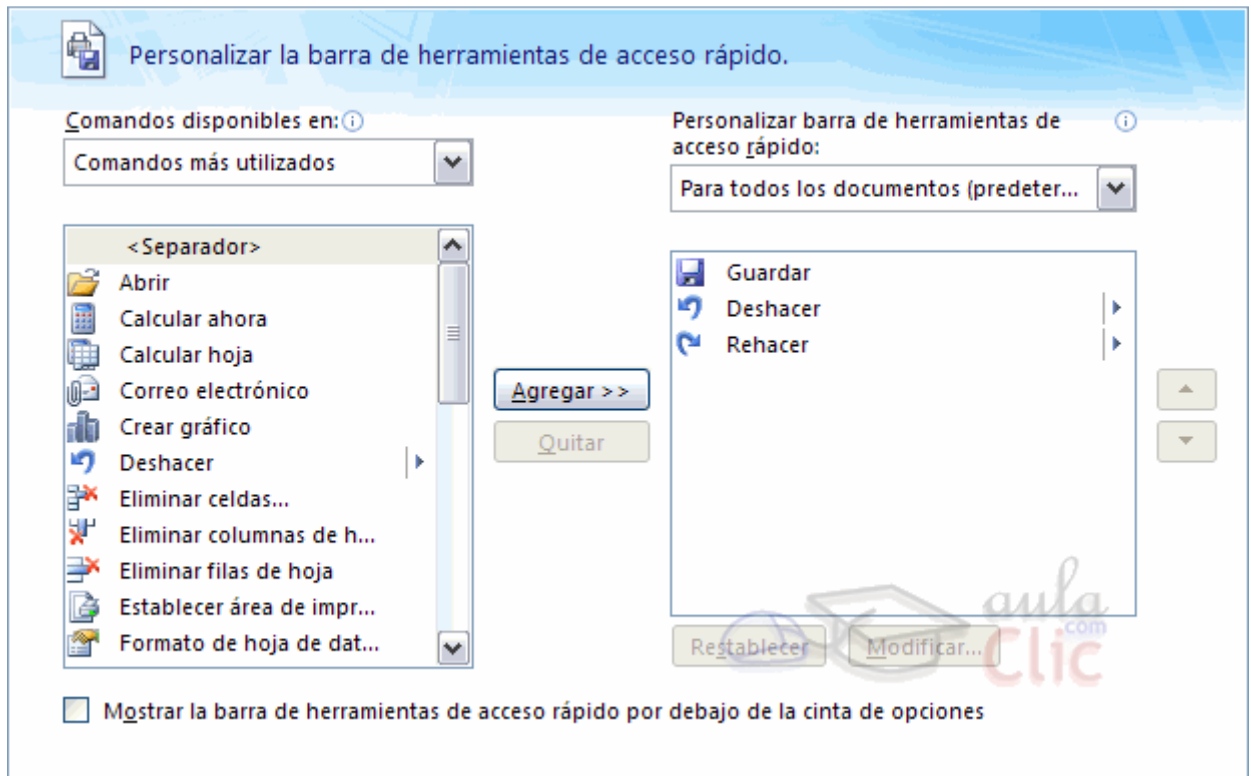 Personalizar la barra de herramientas de acceso rápido.
Comandos disponibles en:
Comandos más utilizados
<Separador>
Abrir
Calcular ahora
Calcular hoja
Correo electrónico
Crear gráfico
Deshacer
Eliminar celdas...
Eliminar columnas de h...
Eliminar filas de hoja
Establecer área de impr...
Formato de hoja de dat...
Agregar >>
Quitar
Personalizar barra de herramientas de
acceso rápido:
Para todos los documentos (predeter...
Guardar
Deshacer
Rehacer
Restablecer
Modificar...
aula
.com
Clic
Mostrar la barra de herramientas de acceso rápido por debajo de la cinta de opciones